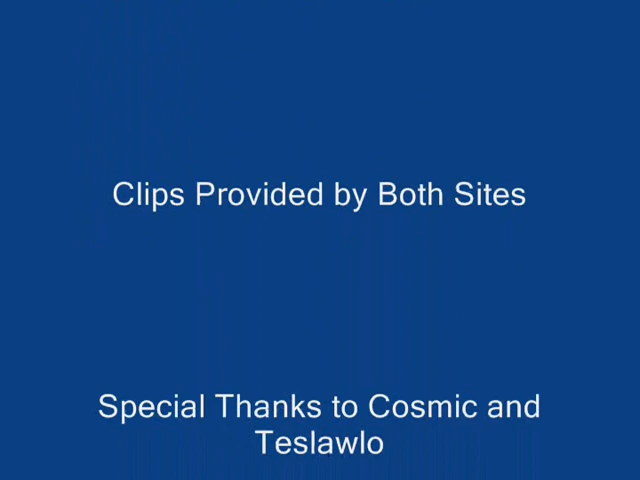 Clips Provided by Both Sites
Special Thanks to Cosmic and
Teslawlo